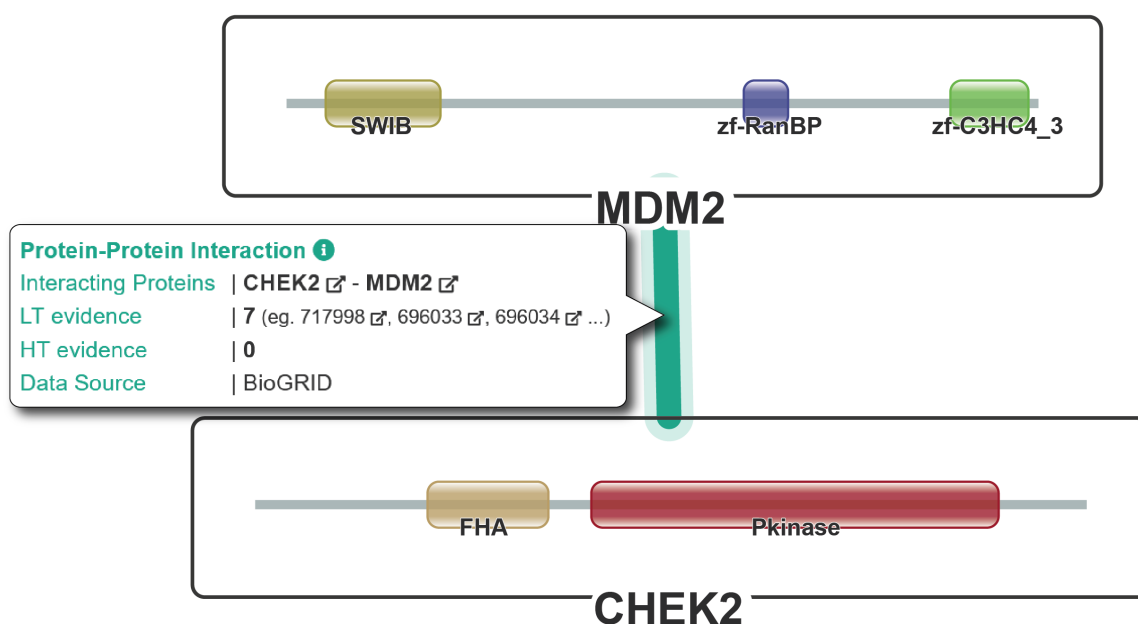 SWIB
zf-RanBP
zf-C3HC4_3
MDM2
Protein-Protein Interaction i
Interacting Proteins | CHEK2 - MDM2
LT evidence | 7 (eg. 717998 , 696033 , 696034 ...)
HT evidence | 0
Data Source | BioGRID
FHA
Pkinase
CHEK2